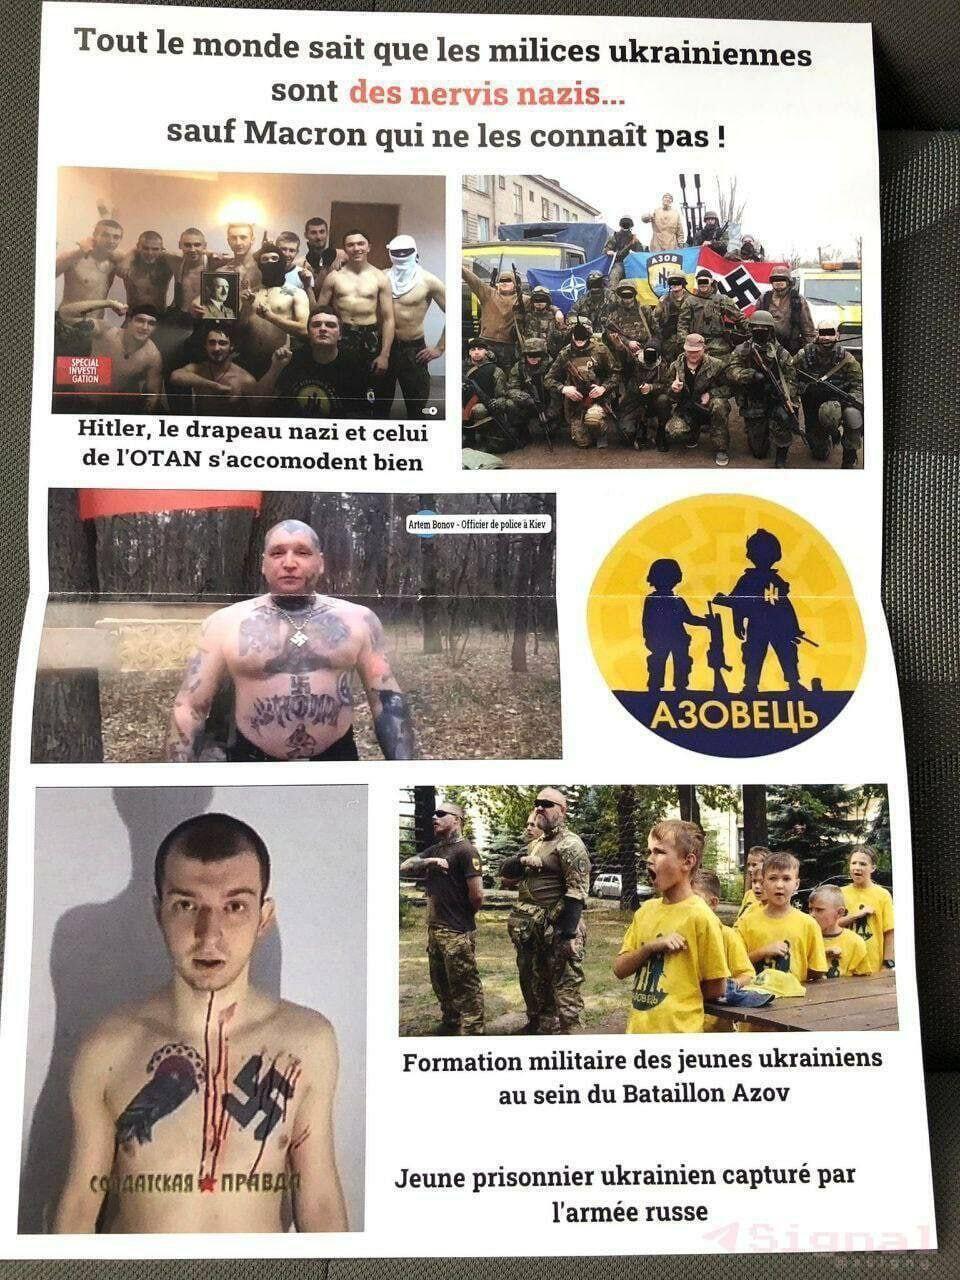 Tout le monde sait que les milices ukrainiennes
sont des nervis nazis...
sauf Macron qui ne les connaît pas !
SPECIAL
INVESTI
GATION
АЗОВ
Hitler, le drapeau nazi et celui
de l'OTAN s'accomodent bien
Artem Bonov - Officier de police à Kiev
АЗОВЕЦЬ
АЗОВЕЦЬ
СОЛДАТСКАЯ ПРАВДА
Formation militaire des jeunes ukrainiens
au sein du Bataillon Azov
Jeune prisonnier ukrainien capturé par
l'armée russe
Signal